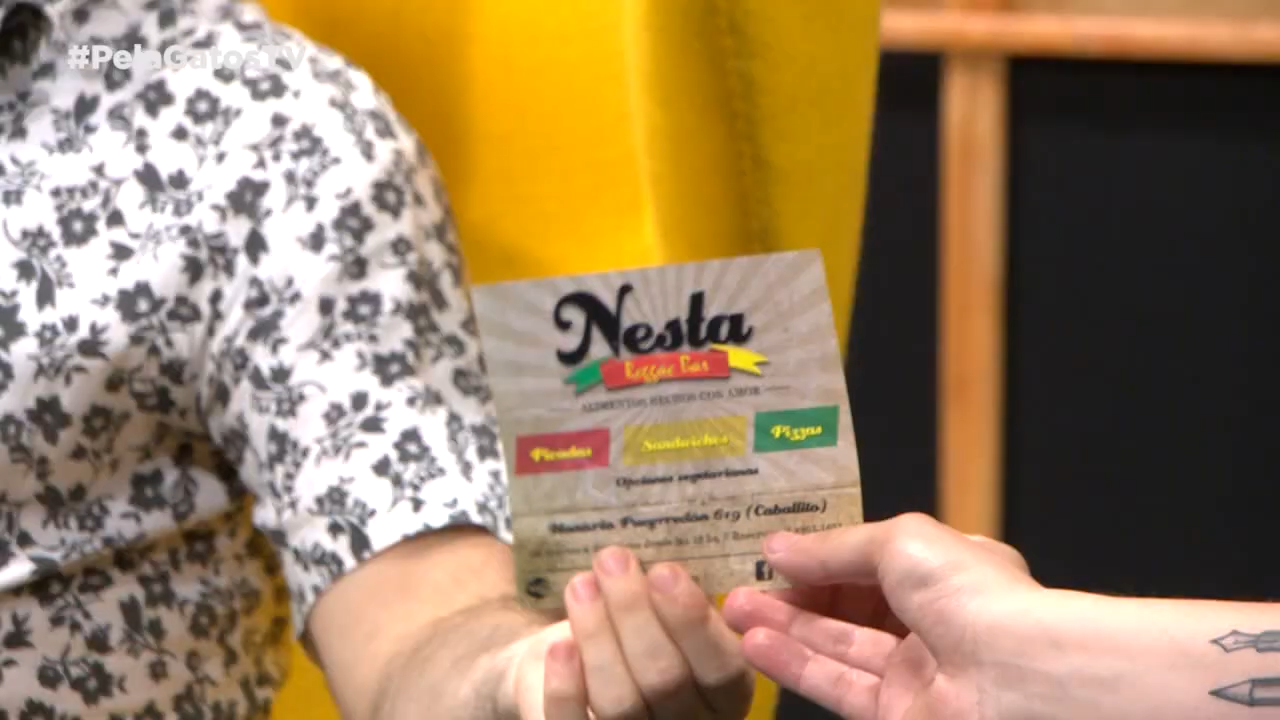 #PelaGatosTV
Nesta
Reggae Bar
ALIMENTOS HECHOS CON AMOR
Picadas Sandwiches Pizzas
Opciones vegetarianas
Honorio Pueyrredón 619 (Caballito)